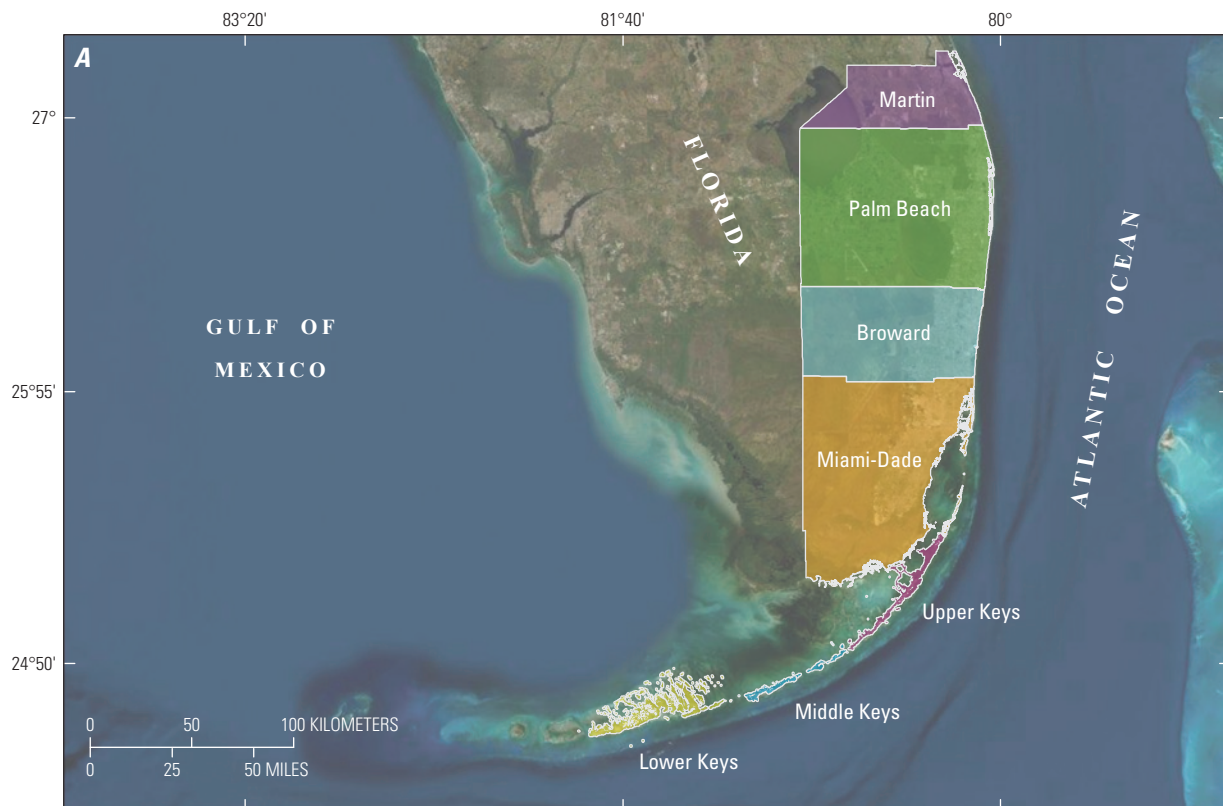 83°20'
81°40'
80°
A
27°
Martin
Palm Beach
FLORIDA
ATLANTIC OCEAN
Broward
GULF OF
MEXICO
25°55'
Miami-Dade
Upper Keys
24°50'
Middle Keys
Lower Keys
0 50 100 KILOMETERS
0 25 50 MILES